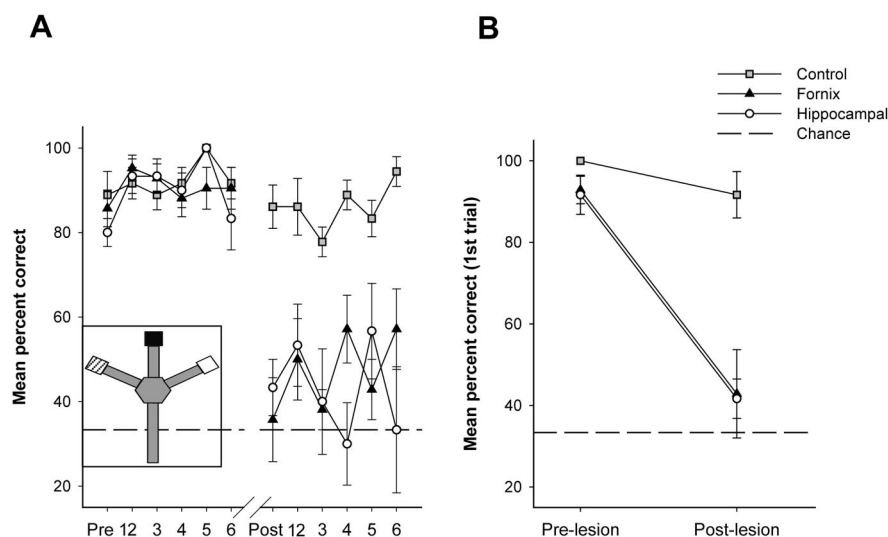 A
B
Control
Fornix
Hippocampal
Chance
Mean percent correct
100
80
60
40
20
Pre 12 3 4 5 6 Post 12 3 4 5 6
Mean percent correct (1st trial)
100
80
60
40
20
Pre-lesion Post-lesion